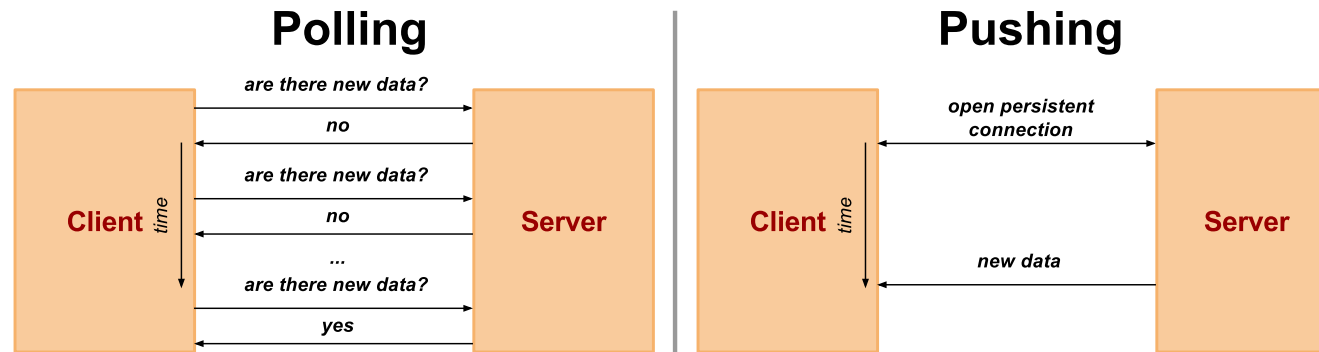 Polling
are there new data?
no
are there new data?
no
...
are there new data?
yes
Client
time
Server
Pushing
open persistent
connection
new data
Client
time
Server